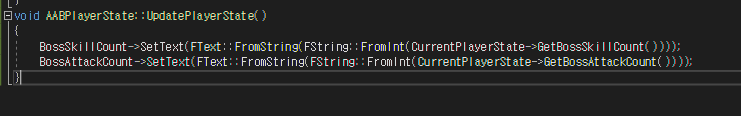 void AABPlayerState::UpdatePlayerState()
{
BossSkillCount->SetText(FText::FromString(FString::FromInt(CurrentPlayerState->GetBossSkillCount())));
BossAttackCount->SetText(FText::FromString(FString::FromInt(CurrentPlayerState->GetBossAttackCount())));
}